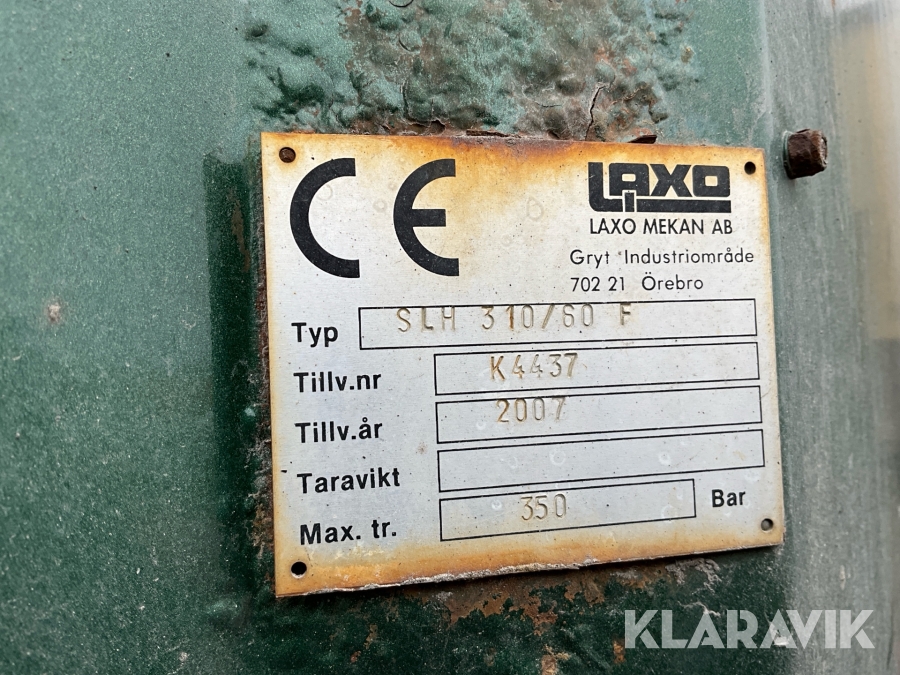 CE
LAXO
LAXO MEKAN AB
Gryt Industriområde
702 21 Örebro
Typ SLH 310/60 F
Tillv.nr K4437
Tillv.år 2007
Taravikt
Max. tr. 350 Bar
KLARAVIK